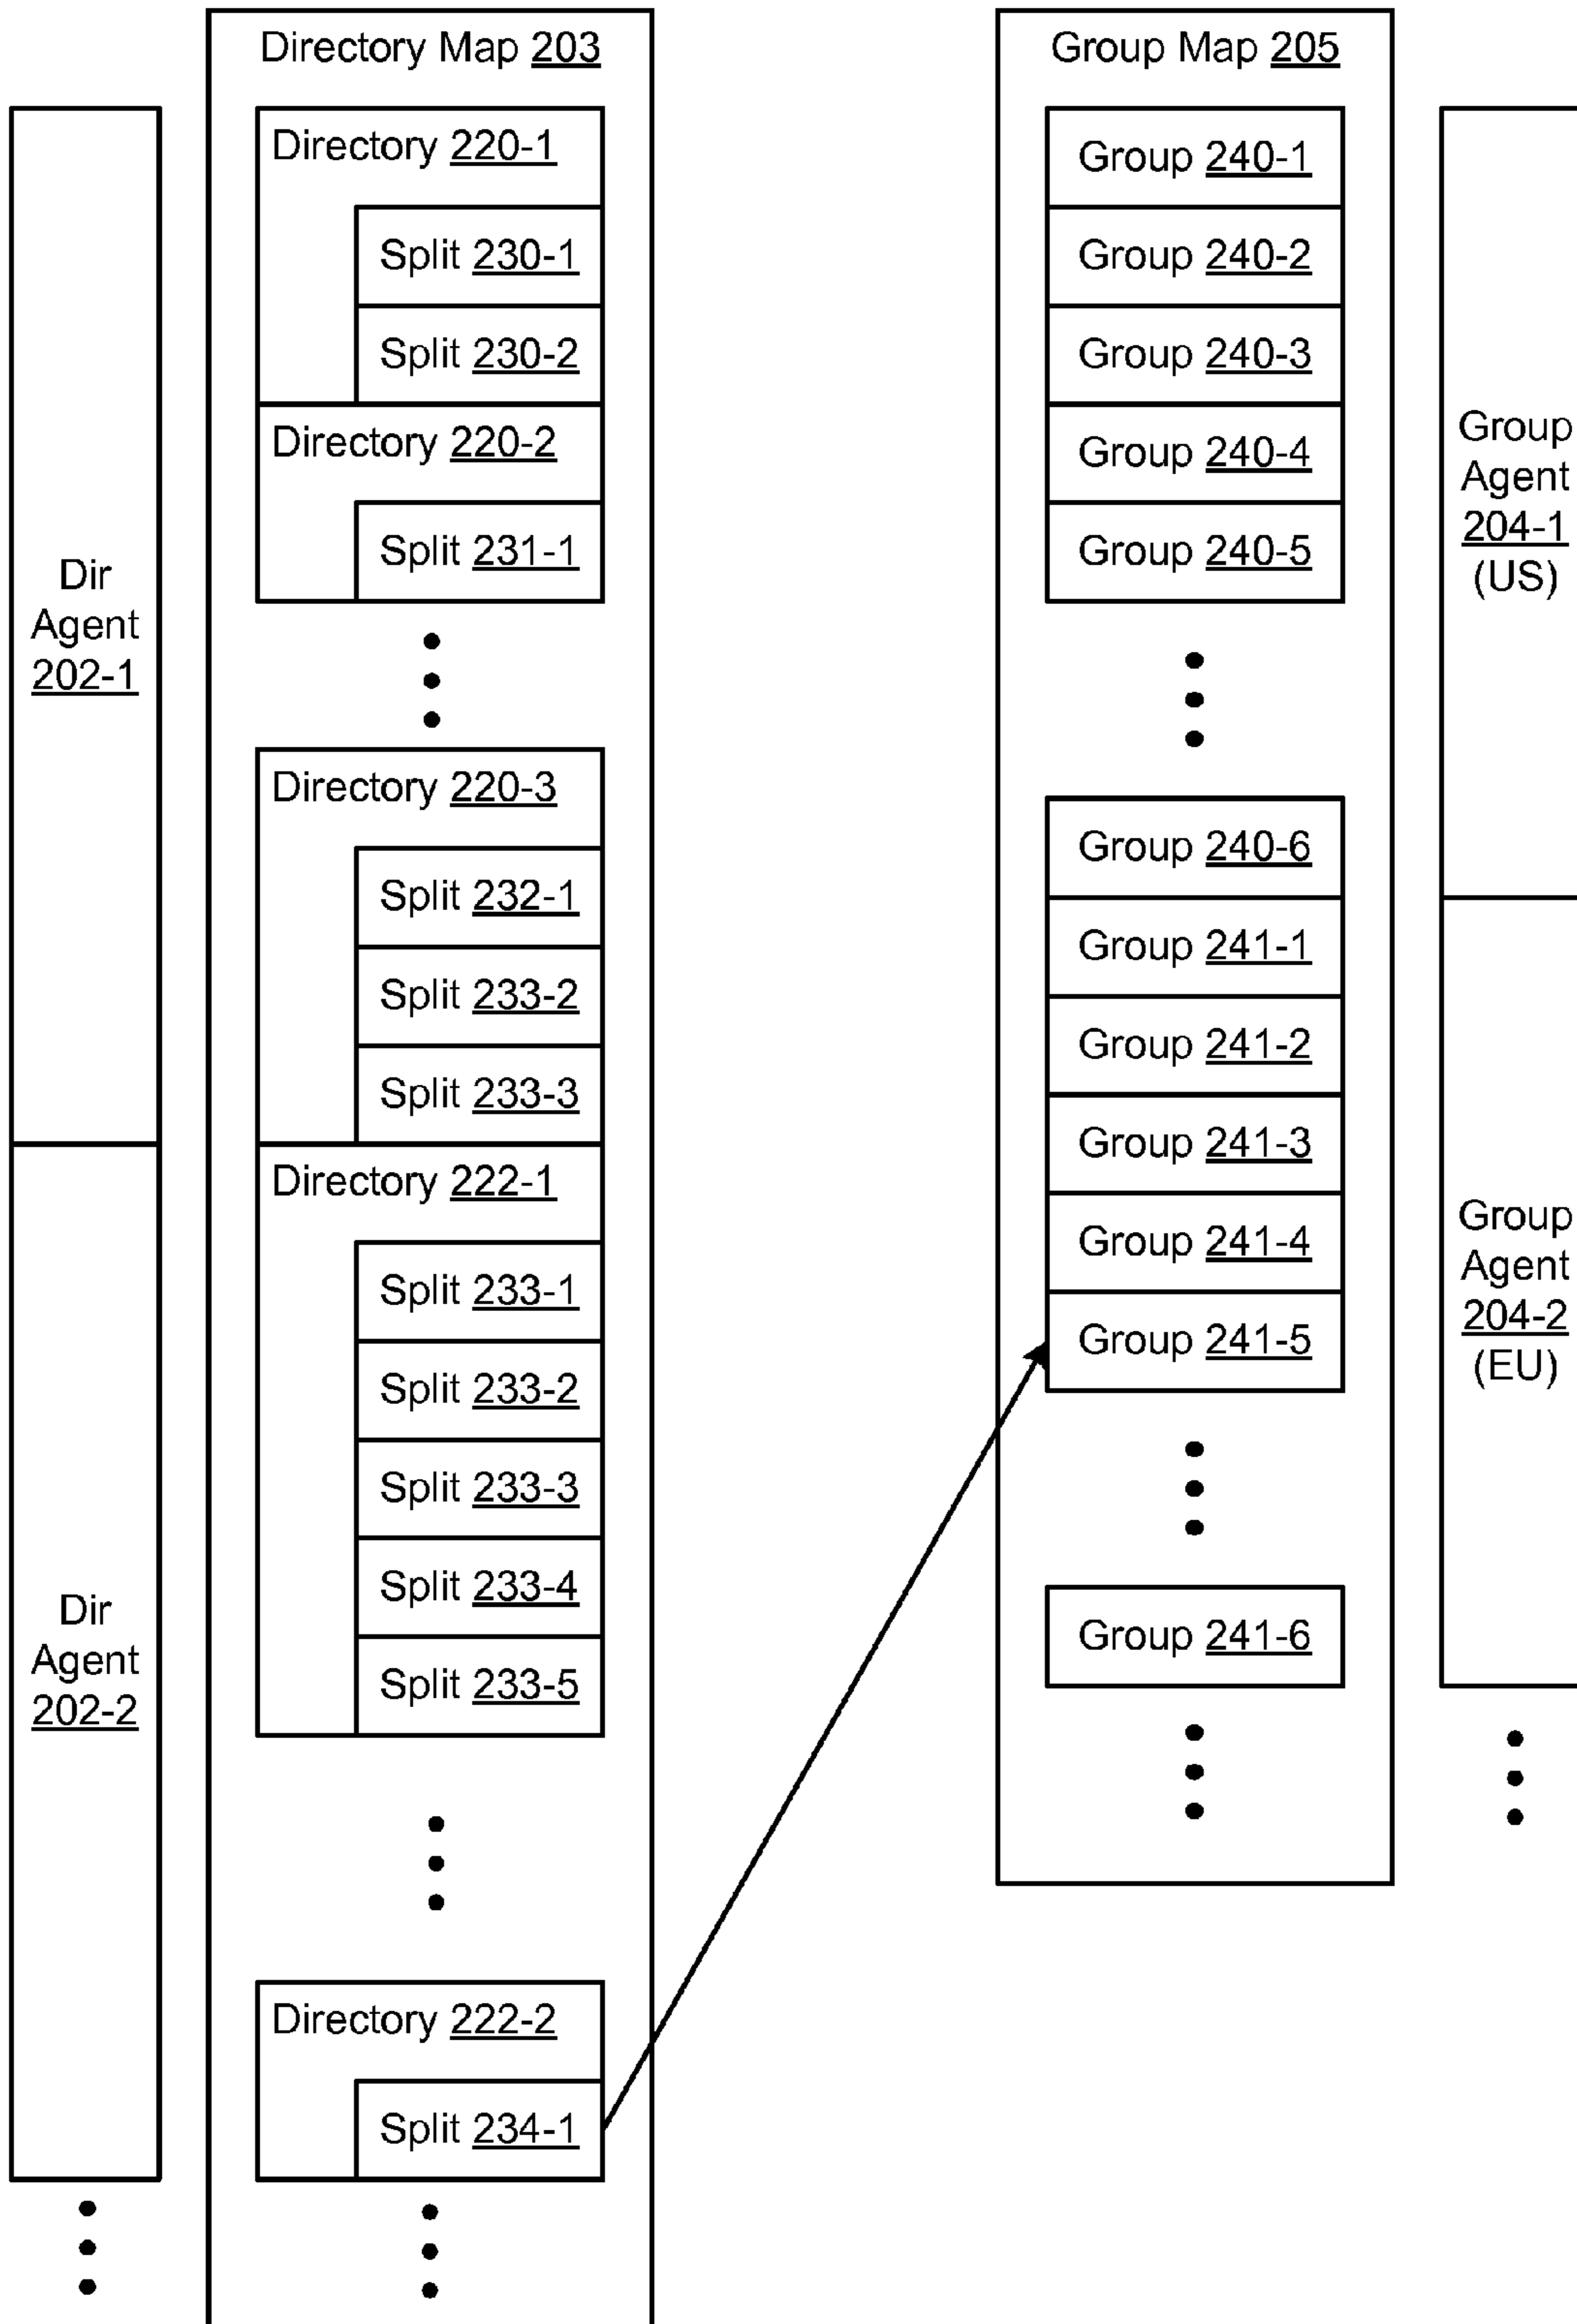 Directory Map 203
Directory 220-1
Split 230-1
Split 230-2
Directory 220-2
Split 231-1
Directory 220-3
Split 232-1
Split 233-2
Split 233-3
Directory 222-1
Split 233-1
Split 233-2
Split 233-3
Split 233-4
Split 233-5
Directory 222-2
Split 234-1
Dir
Agent
202-1
Dir
Agent
202-2
Group Map 205
Group 240-1
Group 240-2
Group 240-3
Group 240-4
Group 240-5
Group 240-6
Group 241-1
Group 241-2
Group 241-3
Group 241-4
Group 241-5
Group 241-6
Group
Agent
204-1
(US)
Group
Agent
204-2
(EU)